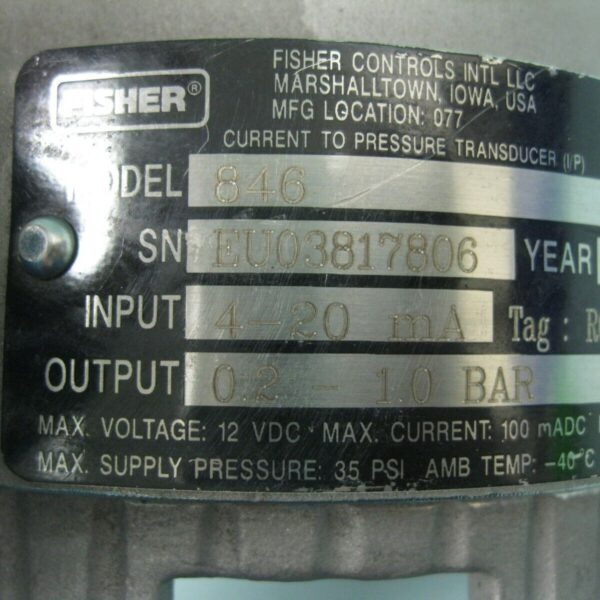 FISHER®
FISHER CONTROLS INTL LLC
MARSHALLTOWN, IOWA, USA
MFG LOCATION: 077
CURRENT TO PRESSURE TRANSDUCER (I/P)
MODEL 846
SN EU03817806 YEAR
INPUT 4-20 mA Tag :
OUTPUT 0.2 - 1.0 BAR
MAX. VOLTAGE: 12 VDC MAX. CURRENT: 100 mADC
MAX. SUPPLY PRESSURE: 35 PSI AMB TEMP: -40°C